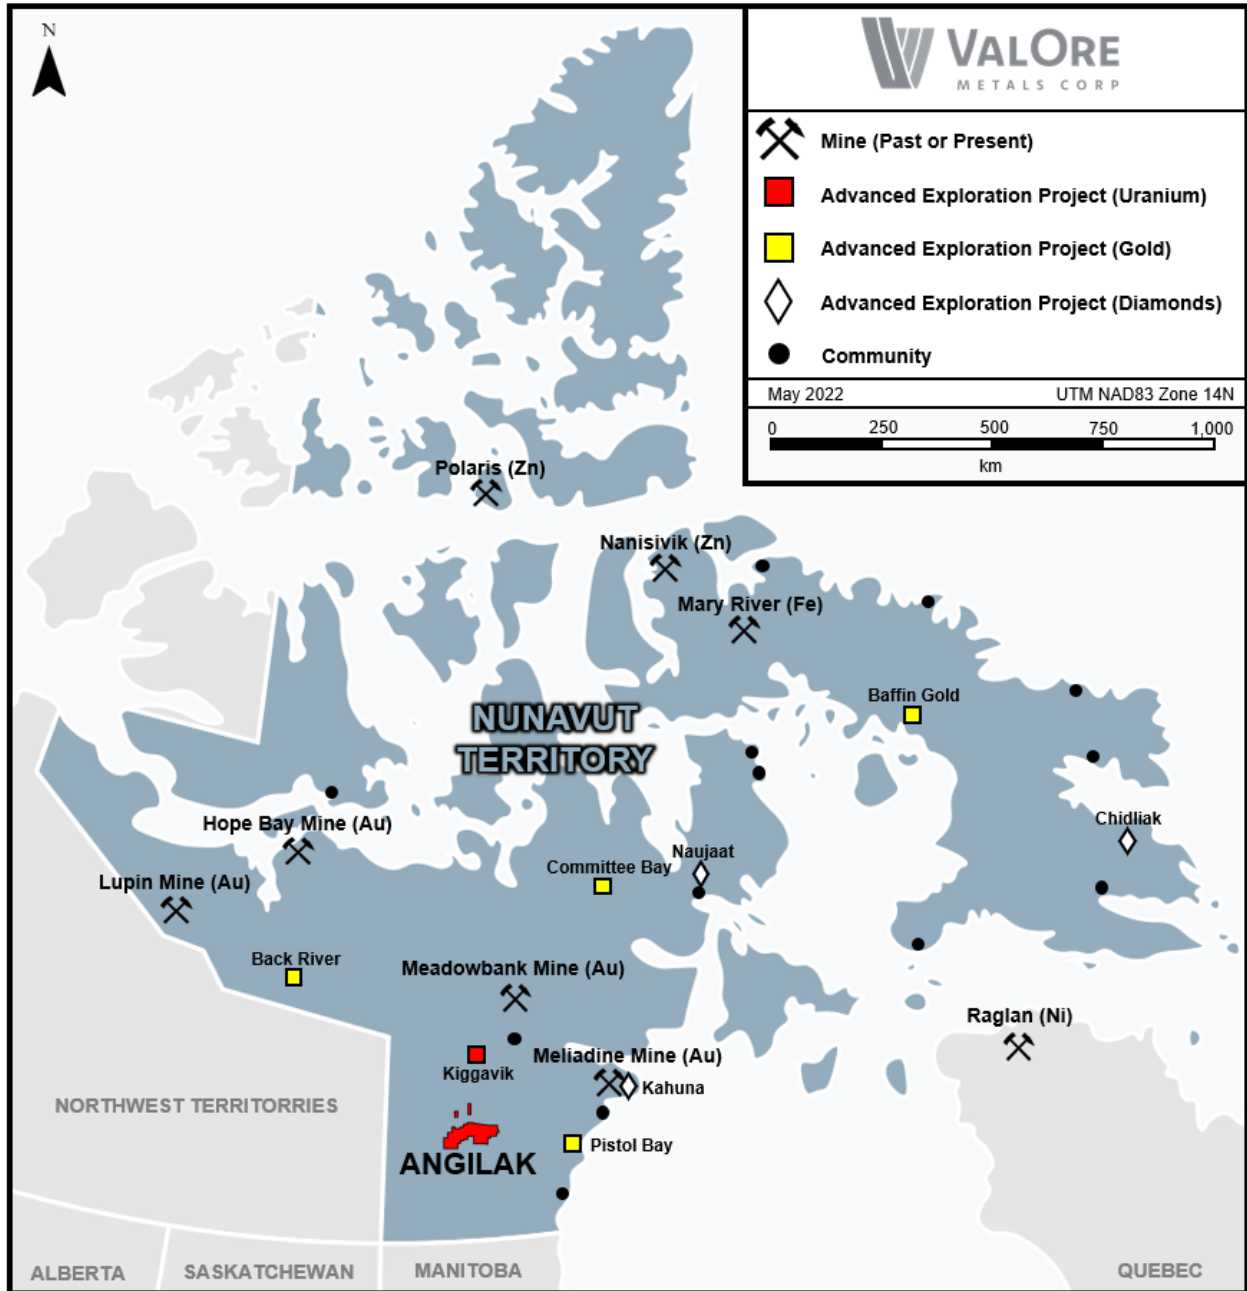 N
VALORE
METALS CORP
Mine (Past or Present)
Advanced Exploration Project (Uranium)
Advanced Exploration Project (Gold)
Advanced Exploration Project (Diamonds)
Community
May 2022 UTM NAD83 Zone 14N
0 250 500 750 1,000
km
Polaris (Zn)
Nanisivik (Zn)
Mary River (Fe)
Baffin Gold
NUNAVUT
TERRITORY
Hope Bay Mine (Au)
Chidliak
Naujaat
Committee Bay
Lupin Mine (Au)
Back River
Meadowbank Mine (Au)
Raglan (Ni)
Meliadine Mine (Au)
Kiggavik
Kahuna
NORTHWEST TERRITORRIES
Pistol Bay
ANGILAK
ALBERTA
SASKATCHEWAN
MANITOBA
QUEBEC